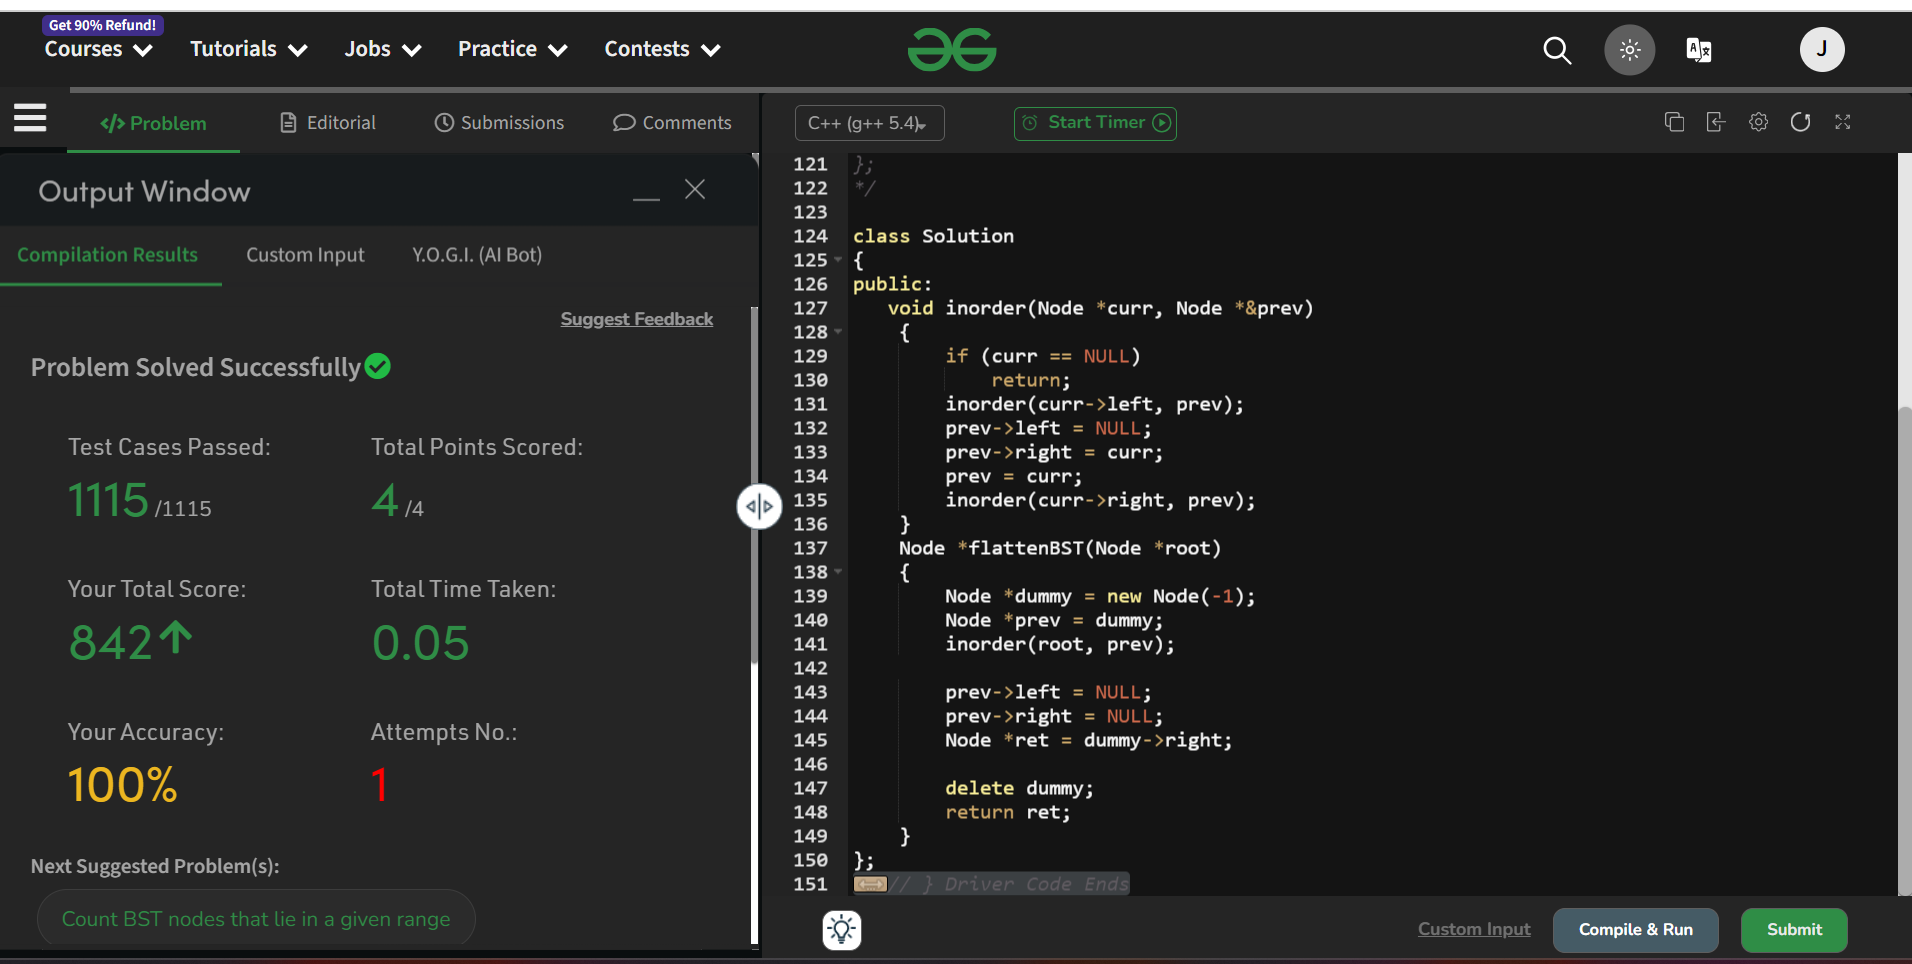 Get 90% Refund!
Courses Tutorials Jobs Practice Contests
J
</> Problem Editorial Submissions Comments
C++ (g++ 5.4) Start Timer
Output Window
Compilation Results Custom Input Y.O.G.I. (AI Bot)
Suggest Feedback
Problem Solved Successfully
Test Cases Passed: Total Points Scored:
1115 /1115 4 /4
Your Total Score: Total Time Taken:
842 0.05
Your Accuracy: Attempts No.:
100% 1
Next Suggested Problem(s):
Count BST nodes that lie in a given range
121 };
122 */
123
124 class Solution
125 {
126 public:
127 void inorder(Node *curr, Node *&prev)
128 {
129 if (curr == NULL)
130 return;
131 inorder(curr->left, prev);
132 prev->left = NULL;
133 prev->right = curr;
134 prev = curr;
135 inorder(curr->right, prev);
136 }
137 Node *flattenBST(Node *root)
138 {
139 Node *dummy = new Node(-1);
140 Node *prev = dummy;
141 inorder(root, prev);
142
143 prev->left = NULL;
144 prev->right = NULL;
145 Node *ret = dummy->right;
146
147 delete dummy;
148 return ret;
149 }
150 };
151 // } Driver Code Ends
Custom Input Compile & Run Submit